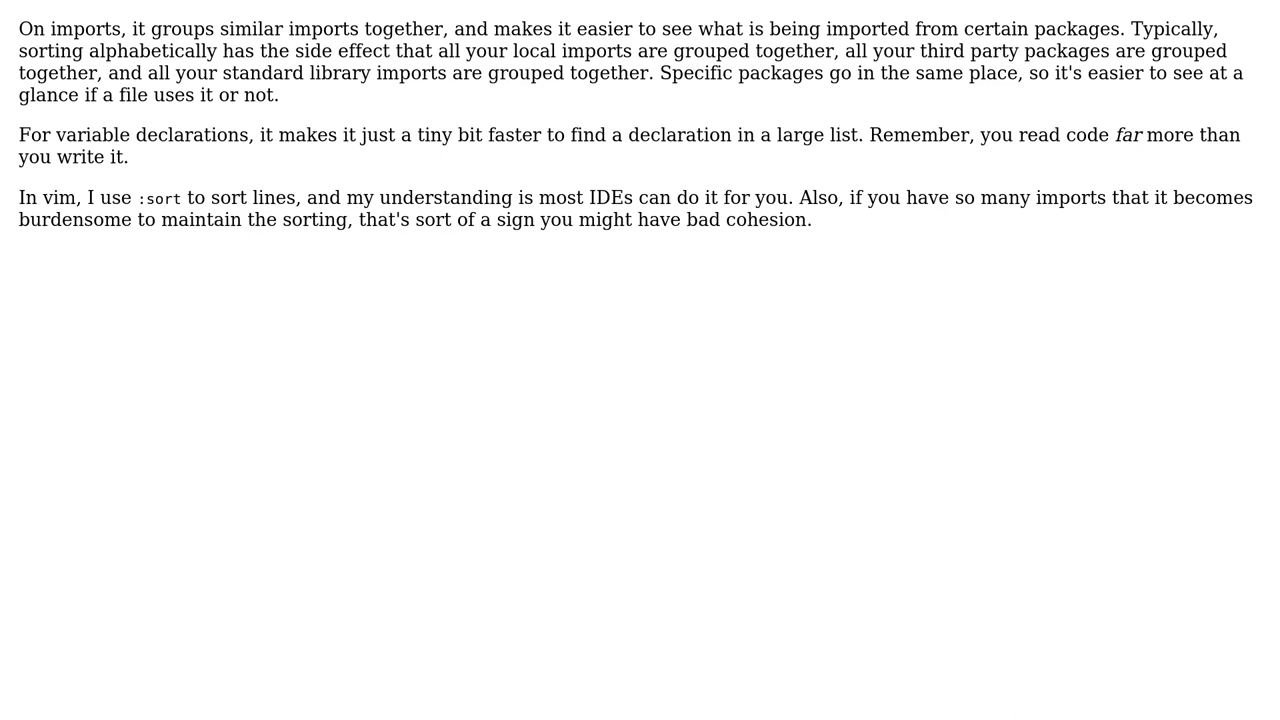 On imports, it groups similar imports together, and makes it easier to see what is being imported from certain packages. Typically,
sorting alphabetically has the side effect that all your local imports are grouped together, all your third party packages are grouped
together, and all your standard library imports are grouped together. Specific packages go in the same place, so it's easier to see at a
glance if a file uses it or not.
For variable declarations, it makes it just a tiny bit faster to find a declaration in a large list. Remember, you read code far more than
you write it.
In vim, I use :sort to sort lines, and my understanding is most IDEs can do it for you. Also, if you have so many imports that it becomes
burdensome to maintain the sorting, that's sort of a sign you might have bad cohesion.